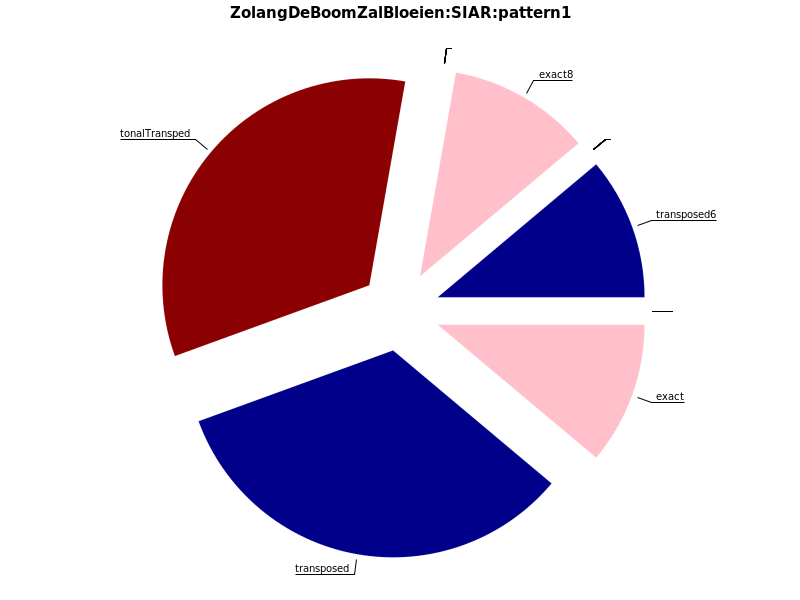 ZolangDeBoomZalBloeien:SIAR:pattern1
exact8
tonalTransped
transposed6
exact
transposed